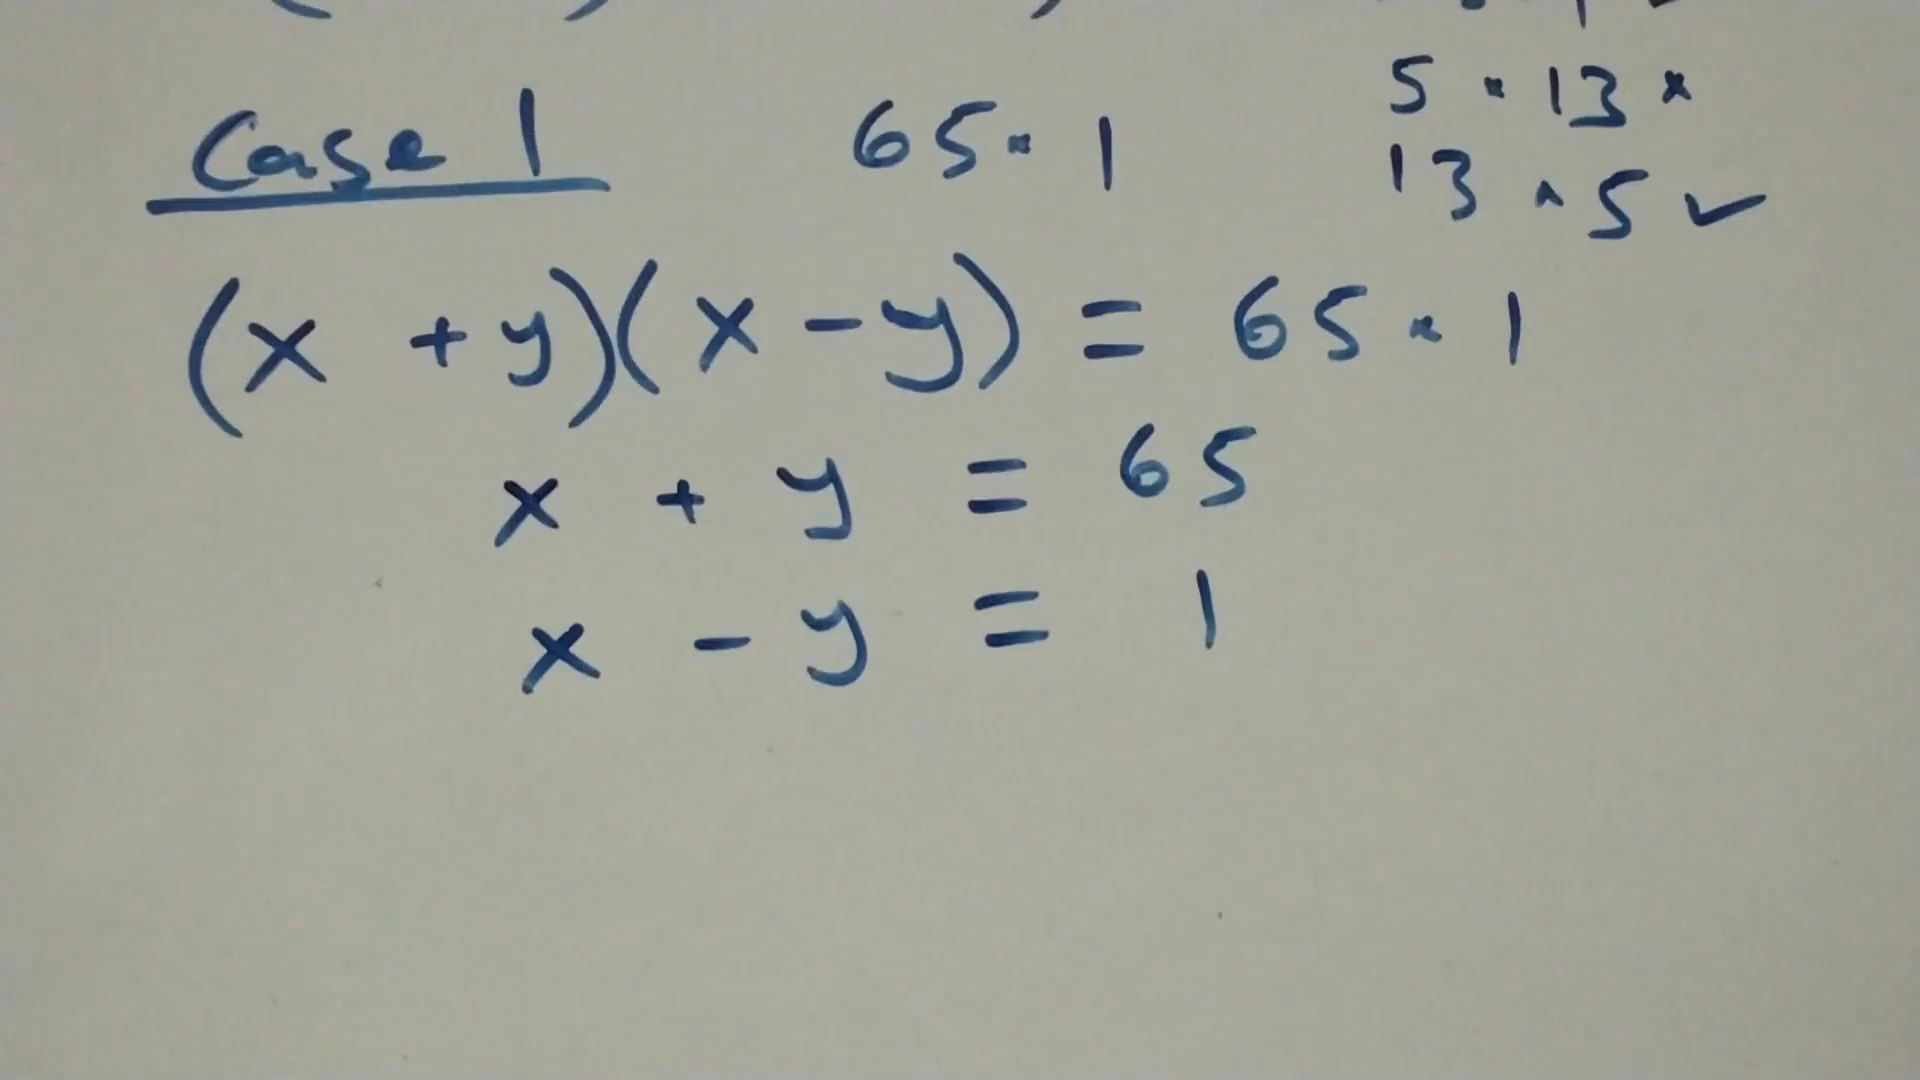 5 · 13 ×
Case 1 65 · 1
13 · 5 ✓
(x + y)(x - y) = 65 · 1
x + y = 65
x - y = 1